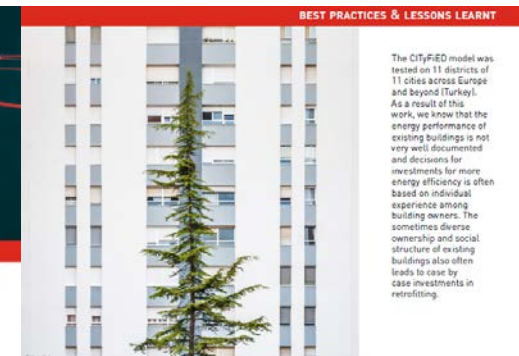 BEST PRACTICES & LESSONS LEARNT
The CITyFiED model was
tested on 11 districts of
11 cities across Europe
and beyond (Turkey).
As a result of this
work, we know that the
energy performance of
existing buildings is not
very well documented
and decisions for
investments for more
energy efficiency is often
based on individual
experience among
building owners. The
sometimes diverse
ownership and social
structure of existing
buildings also often
leads to case by
case investments in
retrofitting.